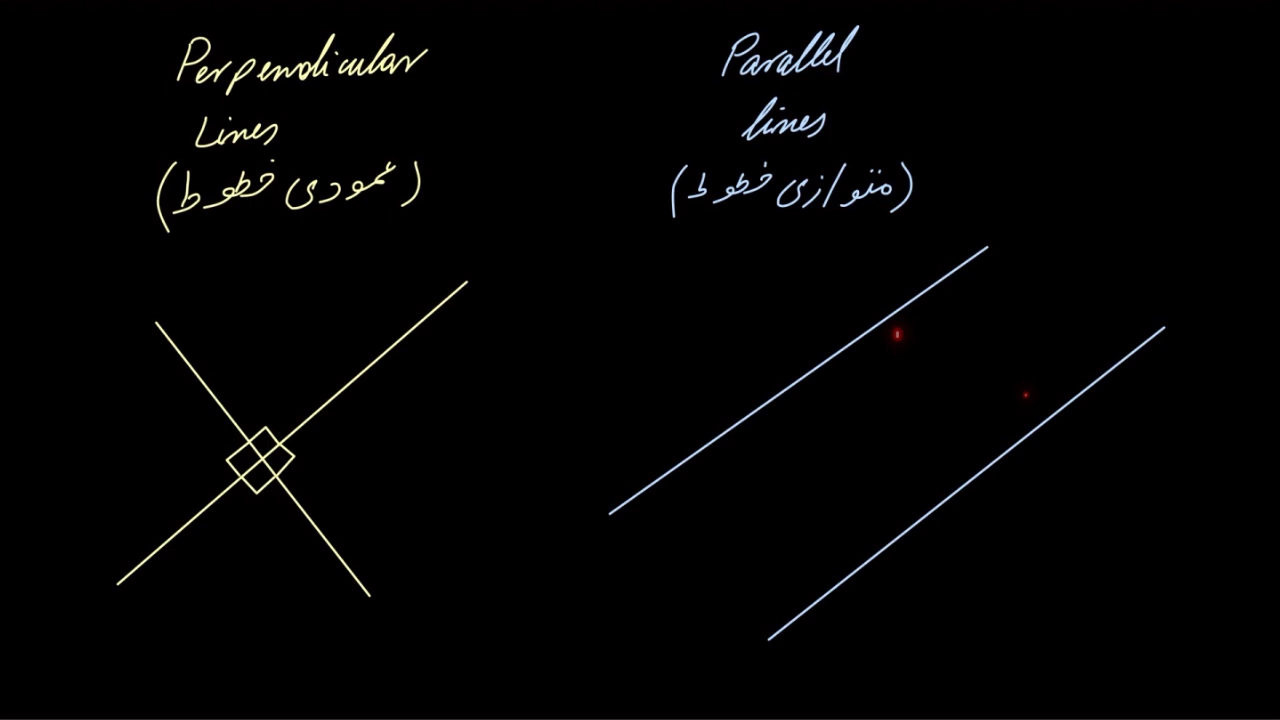 Perpendicular
Lines
(عمودی خطوط)
Parallel
lines
(متوازی خطوط)